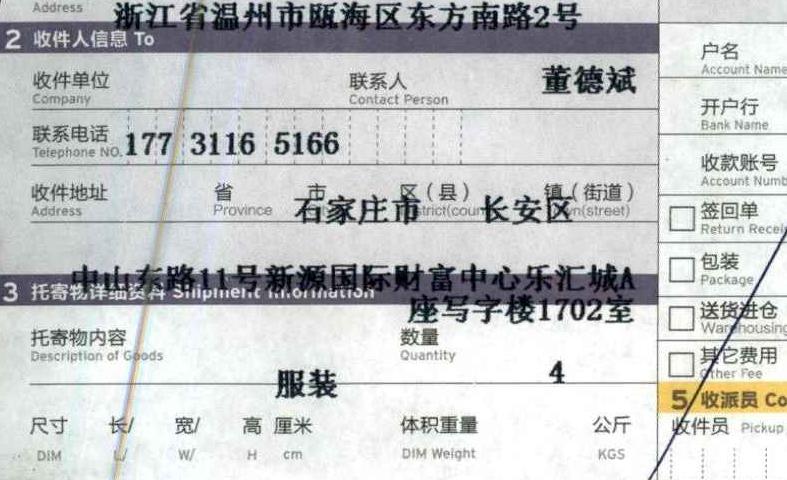 Address 浙江省温州市瓯海区东方南路2号
2 收件人信息 To
户名
Account Name
收件单位 联系人 董德斌
Company Contact Person
开户行
Bank Name
联系电话 177 3116 5166
Telephone NO.
收款账号
Account Numb
收件地址 省 市 区(县) 镇(街道)
Address Province 石家庄市 长安区
签回单
Return Recei
中山东路11号新源国际财富中心乐汇城A
包装
Package
3 托寄物详细资料 Shipment Information
座写字楼1702室
送货进仓
Warehousing
托寄物内容 数量
Description of Goods Quantity
其它费用
Other Fee
服装 4
5 收派员 Co
尺寸 长/ 宽/ 高 厘米 体积重量 公斤
DIM L/ W/ H cm DIM Weight KGS
收件员 Pickup